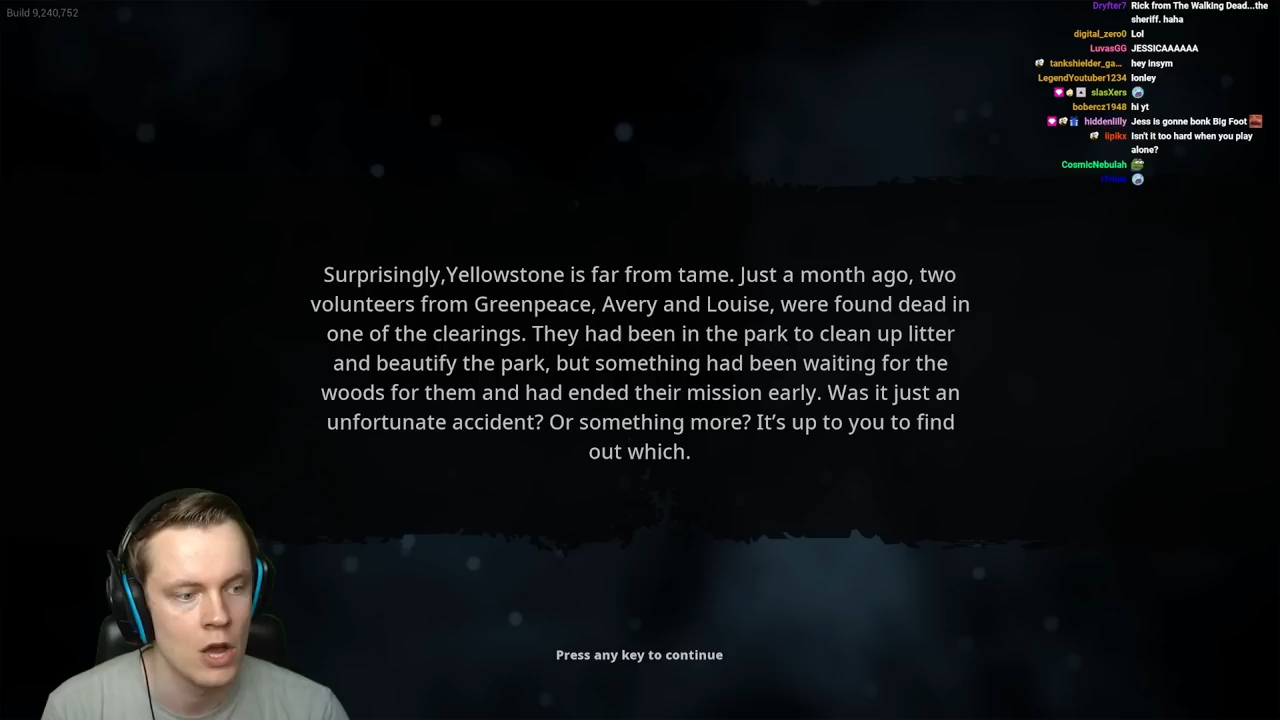 Build 9,240,752
Dryfter7 Rick from The Walking Dead...the
sheriff. haha
digital_zer0 Lol
LuvasGG JESSICAAAAAA
tankshielder_ga... hey insym
LegendYoutuber1234 lonley
slasXers
bobercz1948 hi yt
hiddenlilly Jess is gonne bonk Big Foot
iipikx Isn't it too hard when you play
alone?
CosmicNebulah
Surprisingly,Yellowstone is far from tame. Just a month ago, two
volunteers from Greenpeace, Avery and Louise, were found dead in
one of the clearings. They had been in the park to clean up litter
and beautify the park, but something had been waiting for the
woods for them and had ended their mission early. Was it just an
unfortunate accident? Or something more? It’s up to you to find
out which.
Press any key to continue